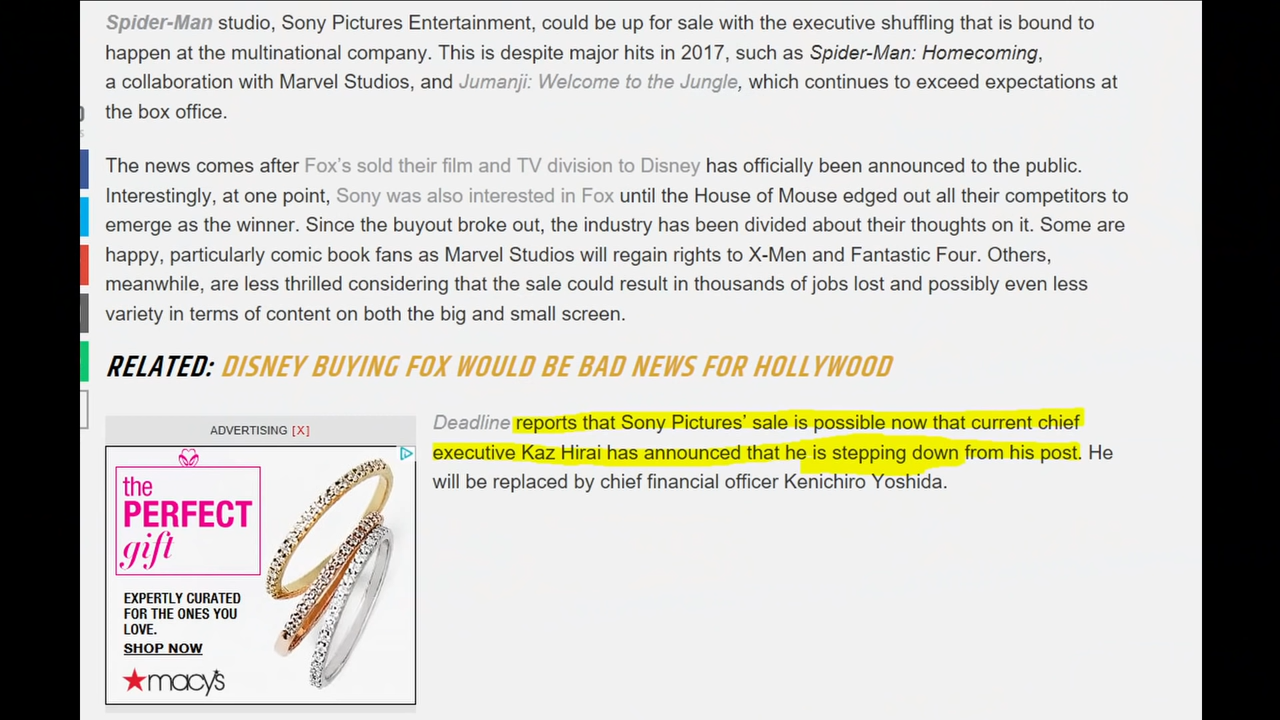 Spider-Man studio, Sony Pictures Entertainment, could be up for sale with the executive shuffling that is bound to
happen at the multinational company. This is despite major hits in 2017, such as Spider-Man: Homecoming,
a collaboration with Marvel Studios, and Jumanji: Welcome to the Jungle, which continues to exceed expectations at
the box office.
The news comes after Fox's sold their film and TV division to Disney has officially been announced to the public.
Interestingly, at one point, Sony was also interested in Fox until the House of Mouse edged out all their competitors to
emerge as the winner. Since the buyout broke out, the industry has been divided about their thoughts on it. Some are
happy, particularly comic book fans as Marvel Studios will regain rights to X-Men and Fantastic Four. Others,
meanwhile, are less thrilled considering that the sale could result in thousands of jobs lost and possibly even less
variety in terms of content on both the big and small screen.
RELATED: DISNEY BUYING FOX WOULD BE BAD NEWS FOR HOLLYWOOD
Deadline reports that Sony Pictures' sale is possible now that current chief
executive Kaz Hirai has announced that he is stepping down from his post. He
will be replaced by chief financial officer Kenichiro Yoshida.
ADVERTISING [X]
the
PERFECT
gift
EXPERTLY CURATED
FOR THE ONES YOU
LOVE.
SHOP NOW
macy's